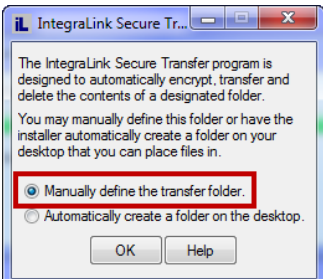 iL IntegraLink Secure Tr...
The IntegraLink Secure Transfer program is
designed to automatically encrypt, transfer and
delete the contents of a designated folder.
You may manually define this folder or have the
installer automatically create a folder on your
desktop that you can place files in.
Manually define the transfer folder.
Automatically create a folder on the desktop.
OK Help